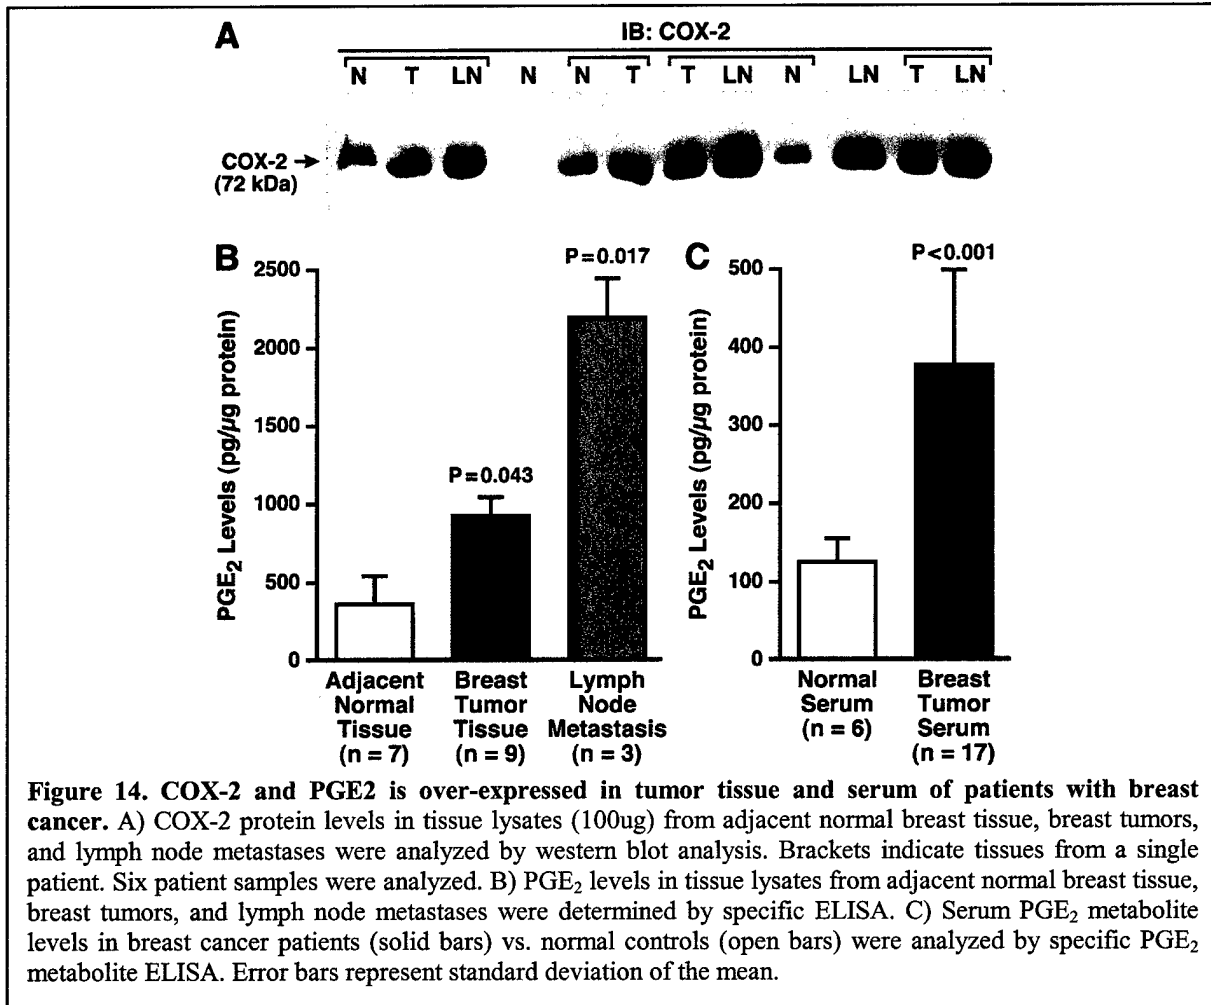 A
IB: COX-2
N T LN N N T T LN N LN T LN
COX-2 →
(72 kDa)
B
PGE₂ Levels (pg/µg protein)
2500
2000
1500
1000
500
0
P=0.043
P=0.017
Adjacent
Normal
Tissue
(n = 7)
Breast
Tumor
Tissue
(n = 9)
Lymph
Node
Metastasis
(n = 3)
C
PGE₂ Levels (pg/µg protein)
500
400
300
200
100
0
P<0.001
Normal
Serum
(n = 6)
Breast
Tumor
Serum
(n = 17)
Figure 14. COX-2 and PGE2 is over-expressed in tumor tissue and serum of patients with breast
cancer. A) COX-2 protein levels in tissue lysates (100ug) from adjacent normal breast tissue, breast tumors,
and lymph node metastases were analyzed by western blot analysis. Brackets indicate tissues from a single
patient. Six patient samples were analyzed. B) PGE₂ levels in tissue lysates from adjacent normal breast tissue,
breast tumors, and lymph node metastases were determined by specific ELISA. C) Serum PGE₂ metabolite
levels in breast cancer patients (solid bars) vs. normal controls (open bars) were analyzed by specific PGE₂
metabolite ELISA. Error bars represent standard deviation of the mean.